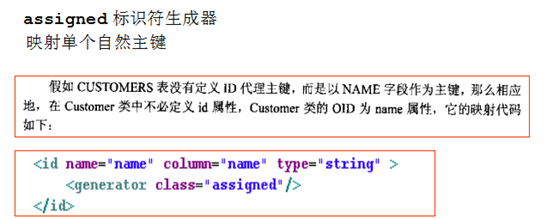 assigned 标识符生成器
映射单个自然主键
假如 CUSTOMERS 表没有定义 ID 代理主键，而是以 NAME 字段作为主键，那么相应
地，在 Customer 类中不必定义 id 属性，Customer 类的 OID 为 name 属性，它的映射代码
如下：
<id name="name" column="name" type="string" >
<generator class="assigned"/>
</id>